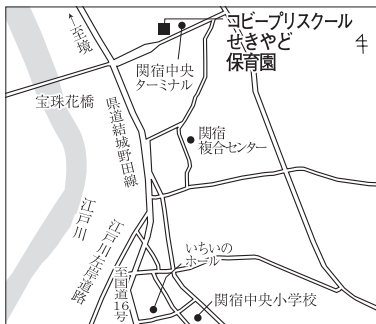 コビープリスクール
せきやど
保育園
←至境
関宿中央
ターミナル
宝珠花橋
県道結城野田線
関宿
複合センター
江戸川
江戸川左岸道路
至国道16号
いちいの
ホール
関宿中央小学校